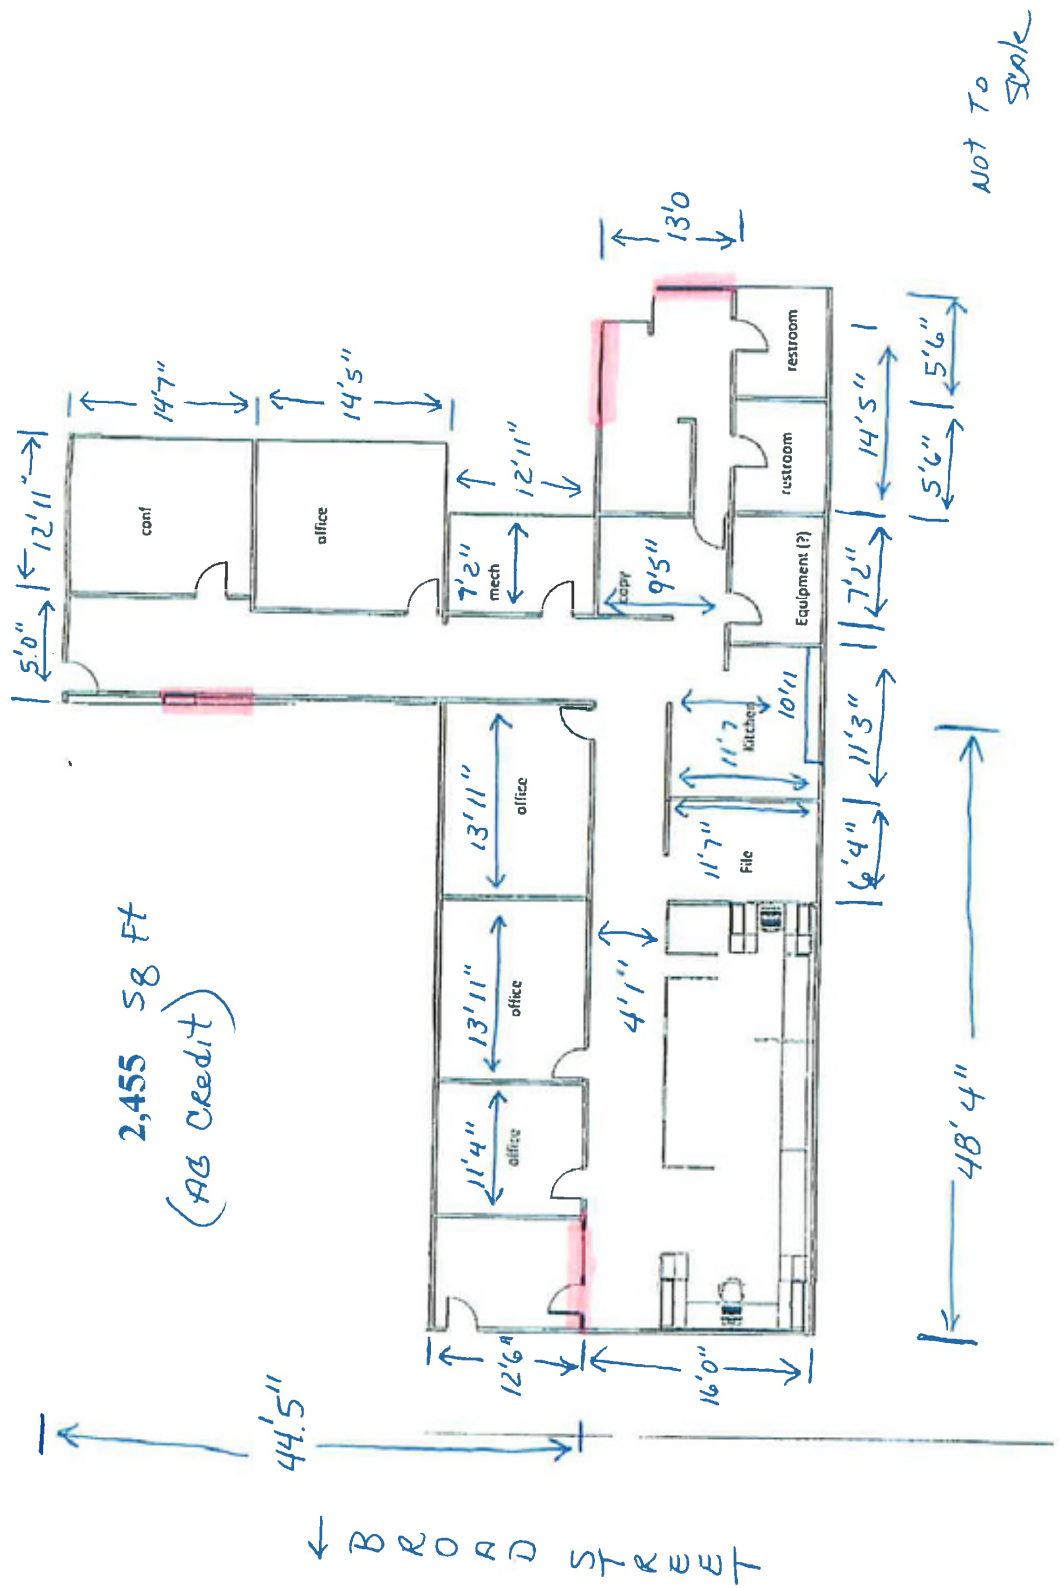 2,455 SQ Ft
(AB Credit)
NOT TO
SCALE
5'0"
12'11"
14'7"
14'5"
12'11"
13'0
conf
office
7'2"
mech
copy
9'5"
13'11"
office
13'11"
office
11'4"
office
12'6"
16'0"
44'.5"
4'1"
11'7"
File
11'7
Kitchen
10'11
Equipment (?)
restroom
restroom
6'4"
11'3"
7'2"
14'5"
5'6"
5'6"
48'4"
← BROAD STREET